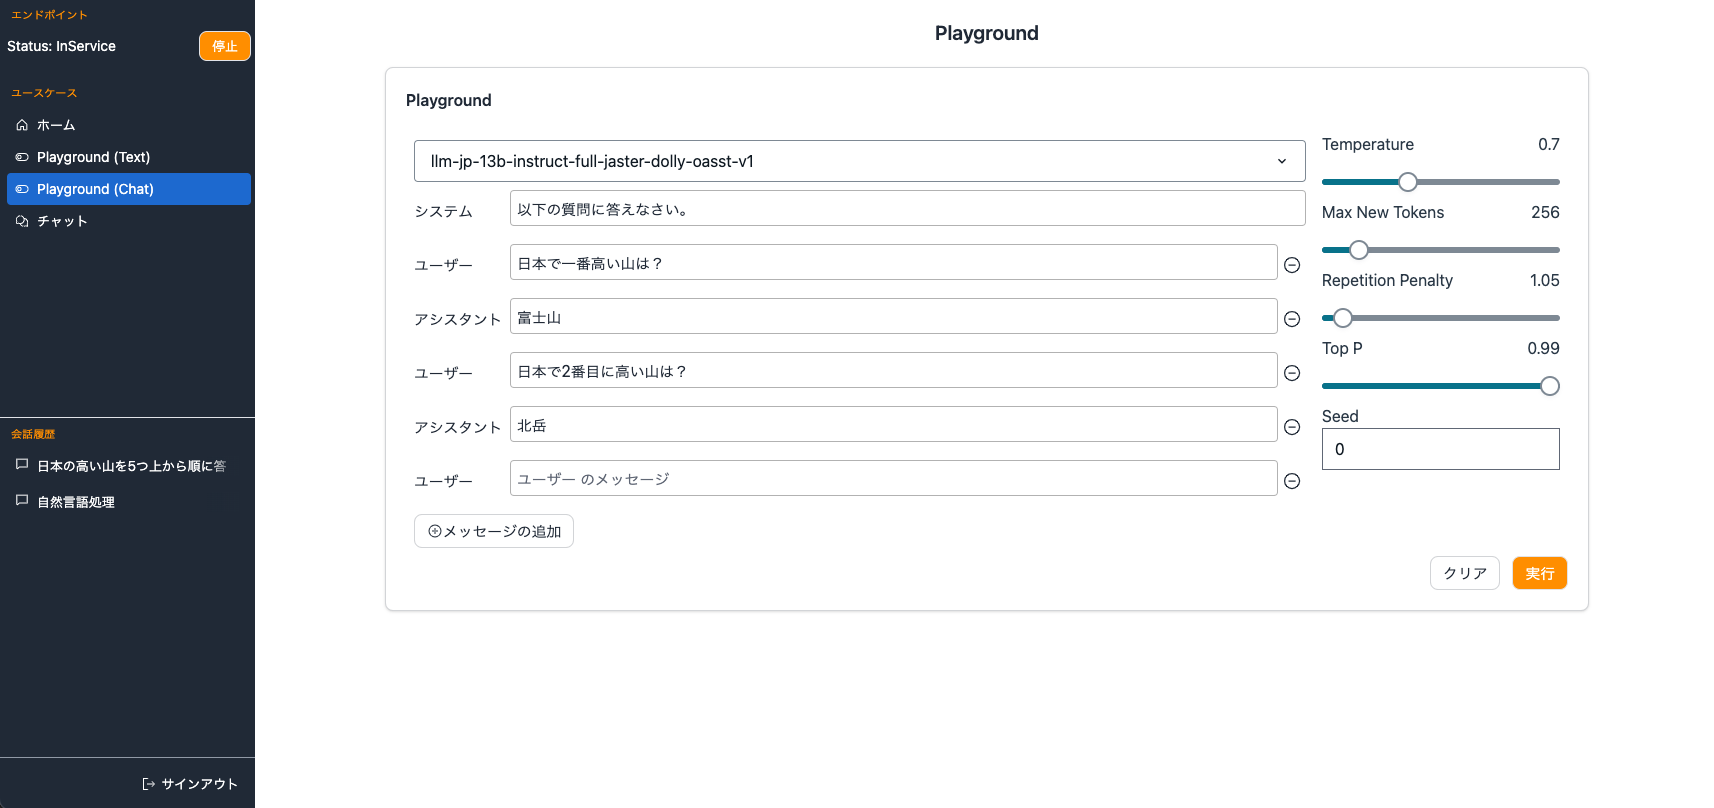 エンドポイント
Status: InService
停止
ユースケース
ホーム
Playground (Text)
Playground (Chat)
チャット
会話履歴
日本の高い山を5つ上から順に答
自然言語処理
サインアウト
Playground
Playground
llm-jp-13b-instruct-full-jaster-dolly-oasst-v1
システム
以下の質問に答えなさい。
ユーザー
日本で一番高い山は？
アシスタント
富士山
ユーザー
日本で2番目に高い山は？
アシスタント
北岳
ユーザー
ユーザー のメッセージ
メッセージの追加
Temperature 0.7
Max New Tokens 256
Repetition Penalty 1.05
Top P 0.99
Seed
0
クリア
実行